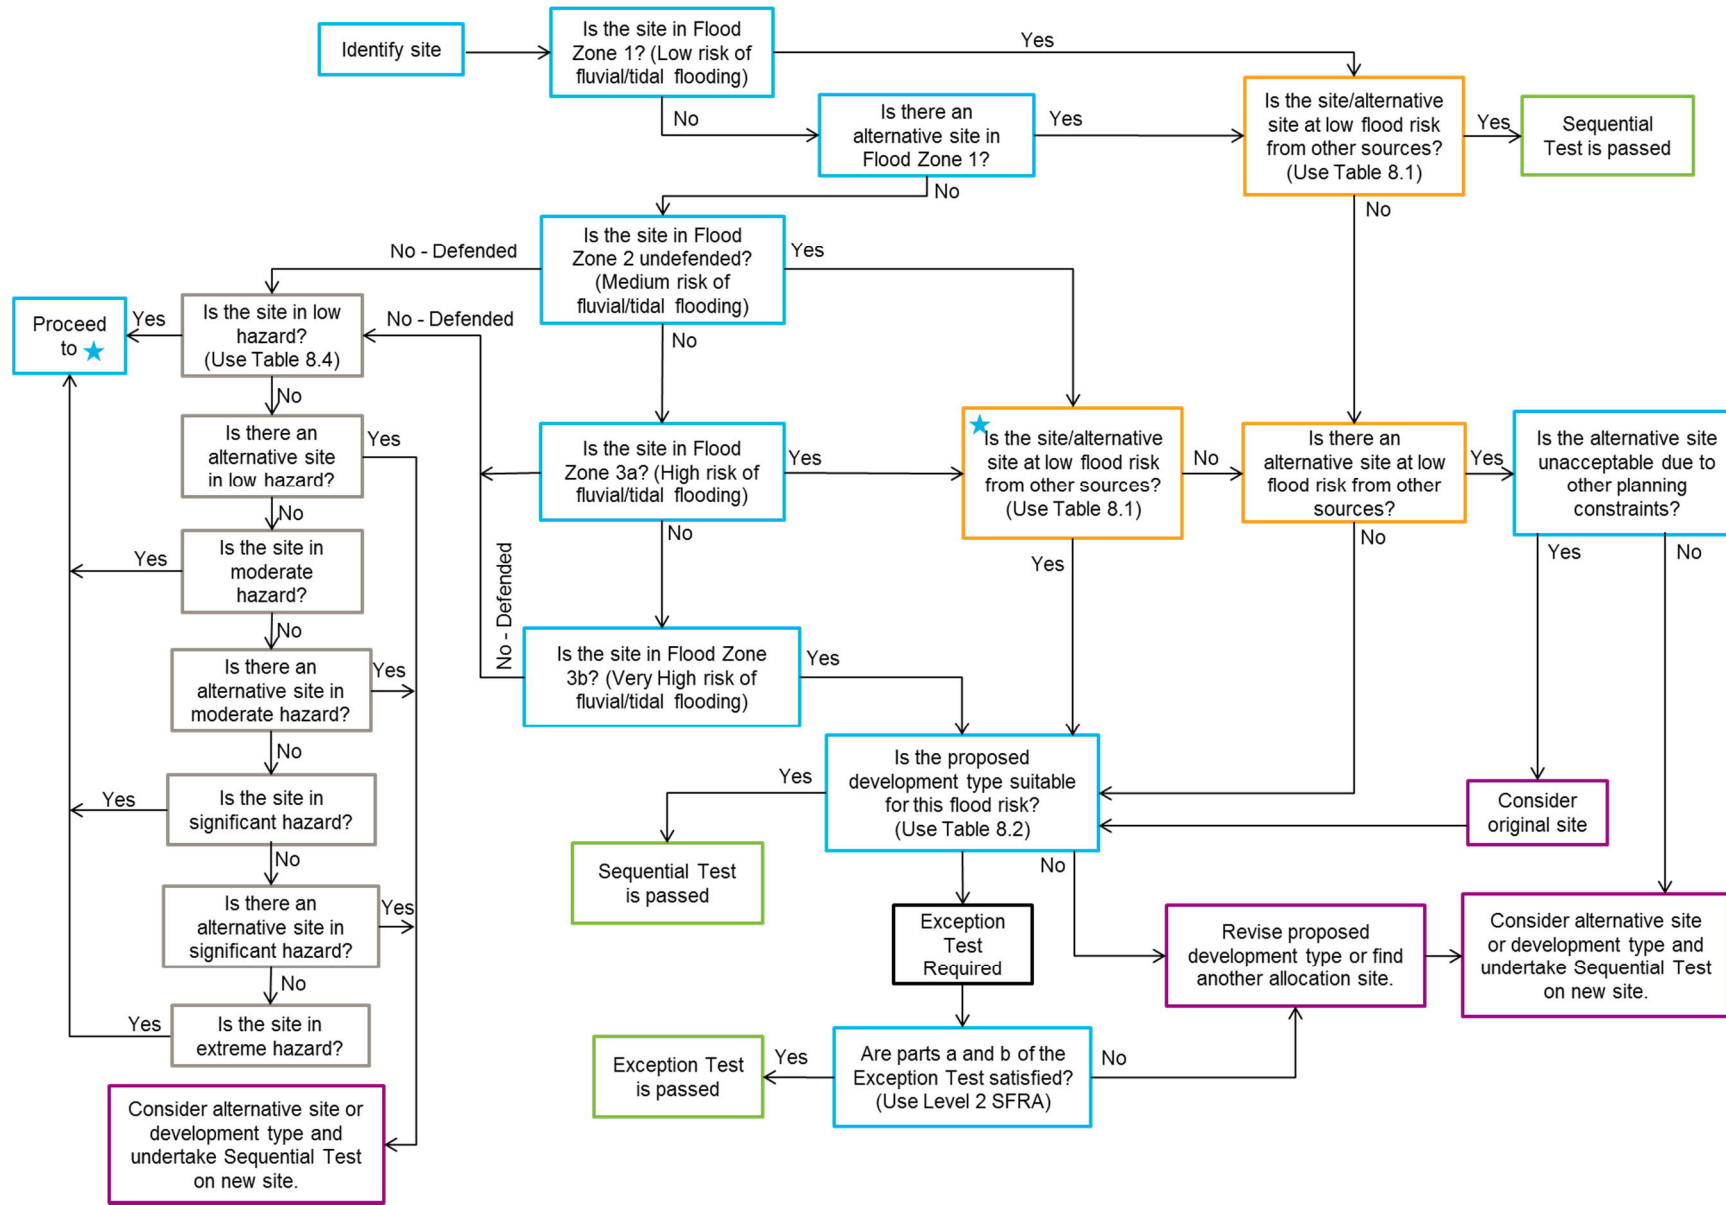 Identify site
Is the site in Flood
Zone 1? (Low risk of
fluvial/tidal flooding)
Yes
No
Is there an
alternative site in
Flood Zone 1?
Yes
No
Is the site/alternative
site at low flood risk
from other sources?
(Use Table 8.1)
Yes
No
Sequential
Test is passed
Is the site in Flood
Zone 2 undefended?
(Medium risk of
fluvial/tidal flooding)
No - Defended
Yes
No
Proceed
to
Yes
Is the site in low
hazard?
(Use Table 8.4)
No - Defended
No
Is there an
alternative site
in low hazard?
Yes
No
Is the site in Flood
Zone 3a? (High risk of
fluvial/tidal flooding)
Yes
No
Is the site/alternative
site at low flood risk
from other sources?
(Use Table 8.1)
No
Yes
Is there an
alternative site at low
flood risk from other
sources?
Yes
No
Is the alternative site
unacceptable due to
other planning
constraints?
Yes
No
Is the site in
moderate
hazard?
Yes
No
No - Defended
Is there an
alternative site in
moderate hazard?
Yes
No
Is the site in Flood Zone
3b? (Very High risk of
fluvial/tidal flooding)
Yes
Is the site in
significant hazard?
Yes
No
Is the proposed
development type suitable
for this flood risk?
(Use Table 8.2)
Yes
No
Consider
original site
Sequential Test
is passed
Is there an
alternative site in
significant hazard?
Yes
No
Exception
Test
Required
Revise proposed
development type or find
another allocation site.
Consider alternative site
or development type and
undertake Sequential Test
on new site.
Is the site in
extreme hazard?
Yes
Exception Test
is passed
Yes
Are parts a and b of the
Exception Test satisfied?
(Use Level 2 SFRA)
No
Consider alternative site or
development type and
undertake Sequential Test
on new site.